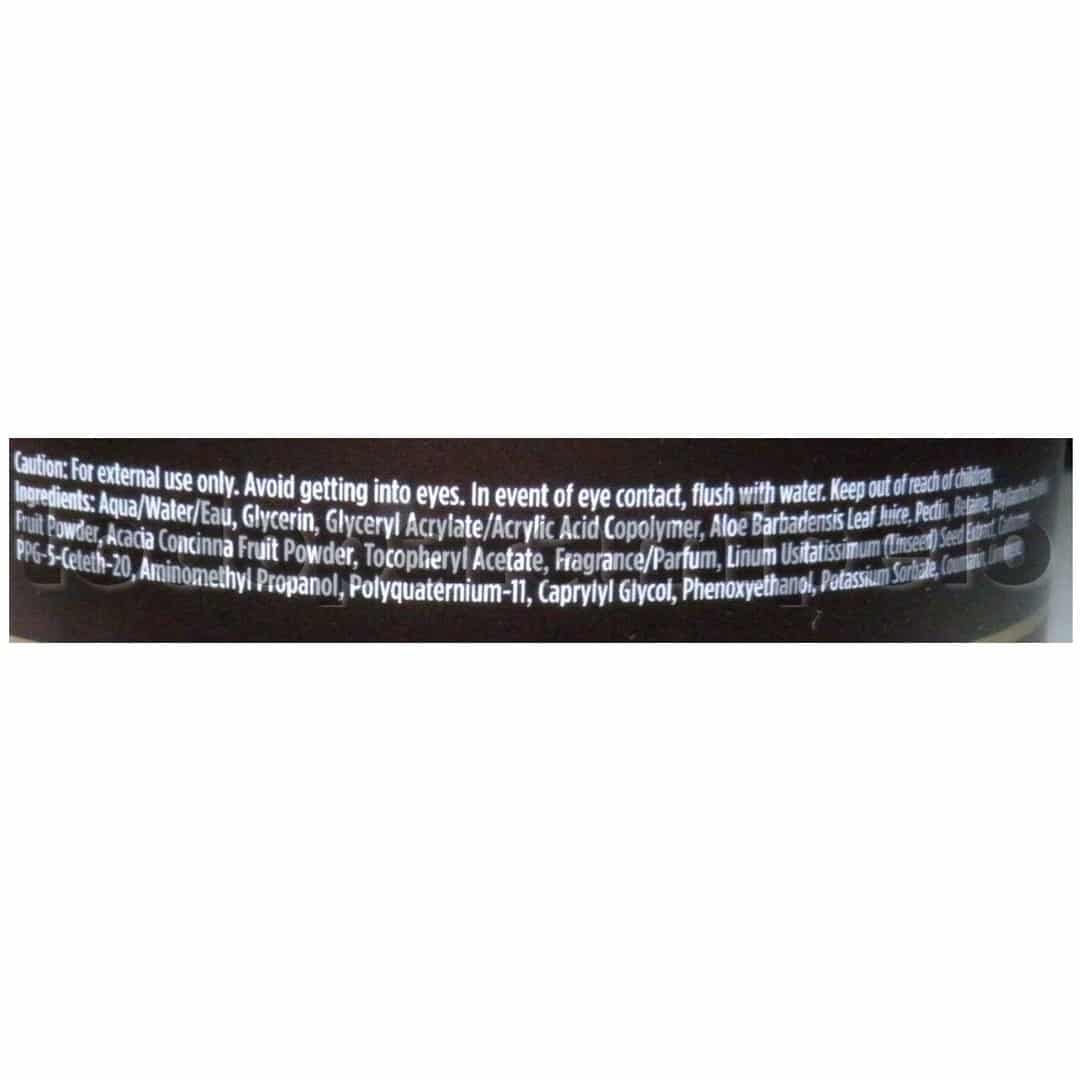 Caution: For external use only. Avoid getting into eyes. In event of eye contact, flush with water. Keep out of reach of children.
Ingredients: Aqua/Water/Eau, Glycerin, Glyceryl Acrylate/Acrylic Acid Copolymer, Aloe Barbadensis Leaf Juice, Pectin, Betaine,
Fruit Powder, Acacia Concinna Fruit Powder, Tocopheryl Acetate, Fragrance/Parfum, Linum Usitatissimum (Linseed) Seed Extract,
PPG-5-Ceteth-20, Aminomethyl Propanol, Polyquaternium-11, Caprylyl Glycol, Phenoxyethanol, Potassium Sorbate, Coumarin,